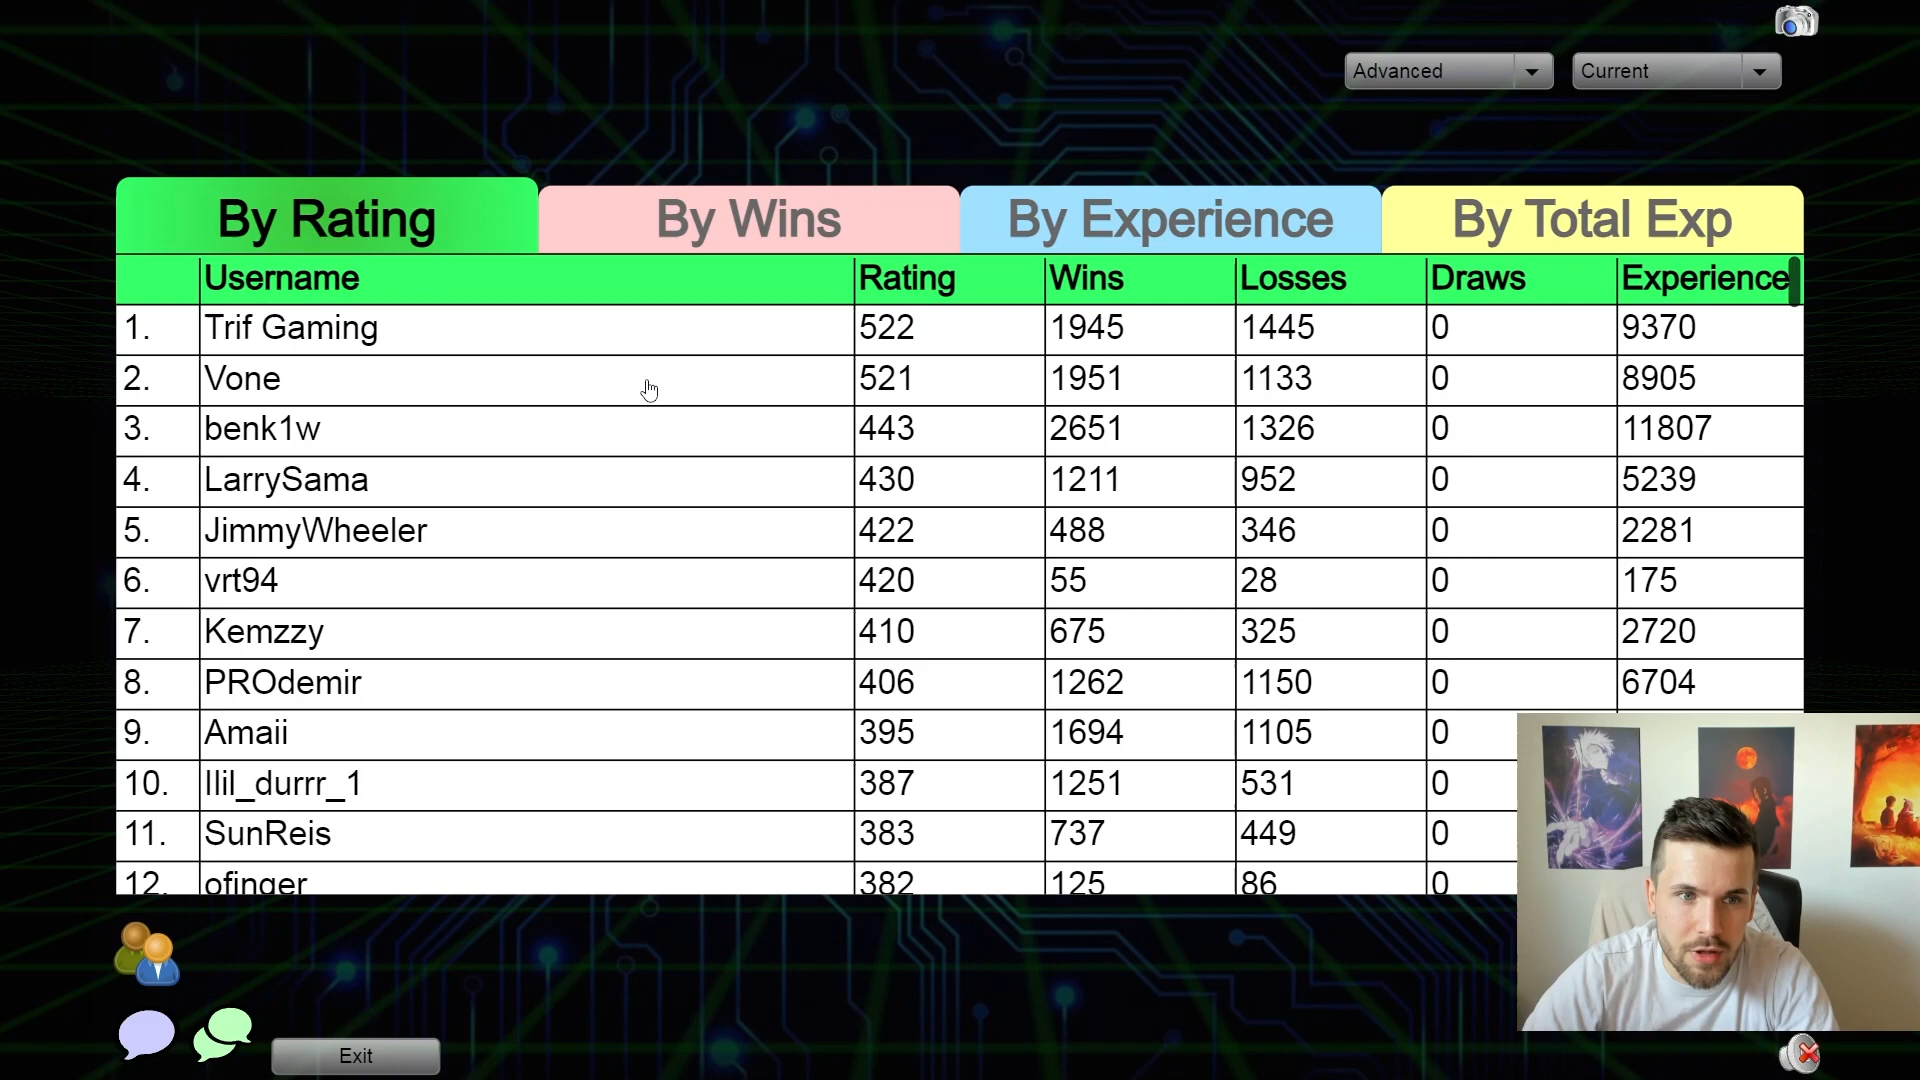 Advanced
Current
By Rating
By Wins
By Experience
By Total Exp
Username Rating Wins Losses Draws Experience
1. Trif Gaming 522 1945 1445 0 9370
2. Vone 521 1951 1133 0 8905
3. benk1w 443 2651 1326 0 11807
4. LarrySama 430 1211 952 0 5239
5. JimmyWheeler 422 488 346 0 2281
6. vrt94 420 55 28 0 175
7. Kemzzy 410 675 325 0 2720
8. PROdemir 406 1262 1150 0 6704
9. Amaii 395 1694 1105 0
10. Ilil_durrr_1 387 1251 531 0
11. SunReis 383 737 449 0
12. ofinger 382 125 86 0
Exit